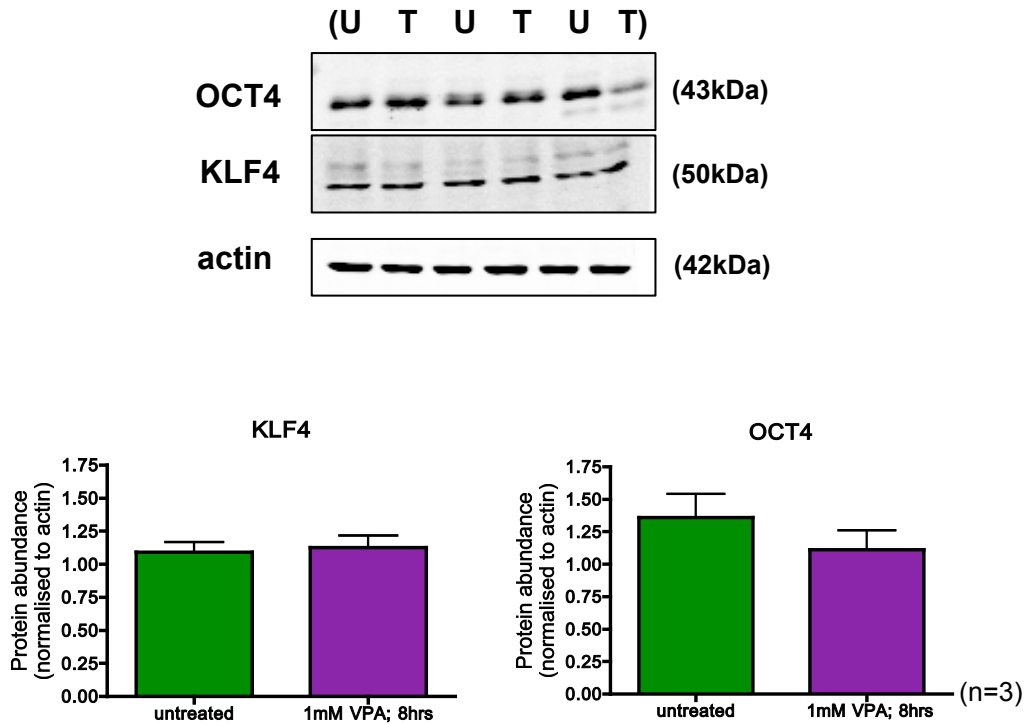 (U T U T U T)
OCT4 (43kDa)
KLF4 (50kDa)
actin (42kDa)
KLF4
Protein abundance
(normalised to actin)
1.75
1.50
1.25
1.00
0.75
0.50
0.25
0.00
untreated 1mM VPA; 8hrs
OCT4
Protein abundance
(normalised to actin)
1.75
1.50
1.25
1.00
0.75
0.50
0.25
0.00
untreated 1mM VPA; 8hrs
(n=3)